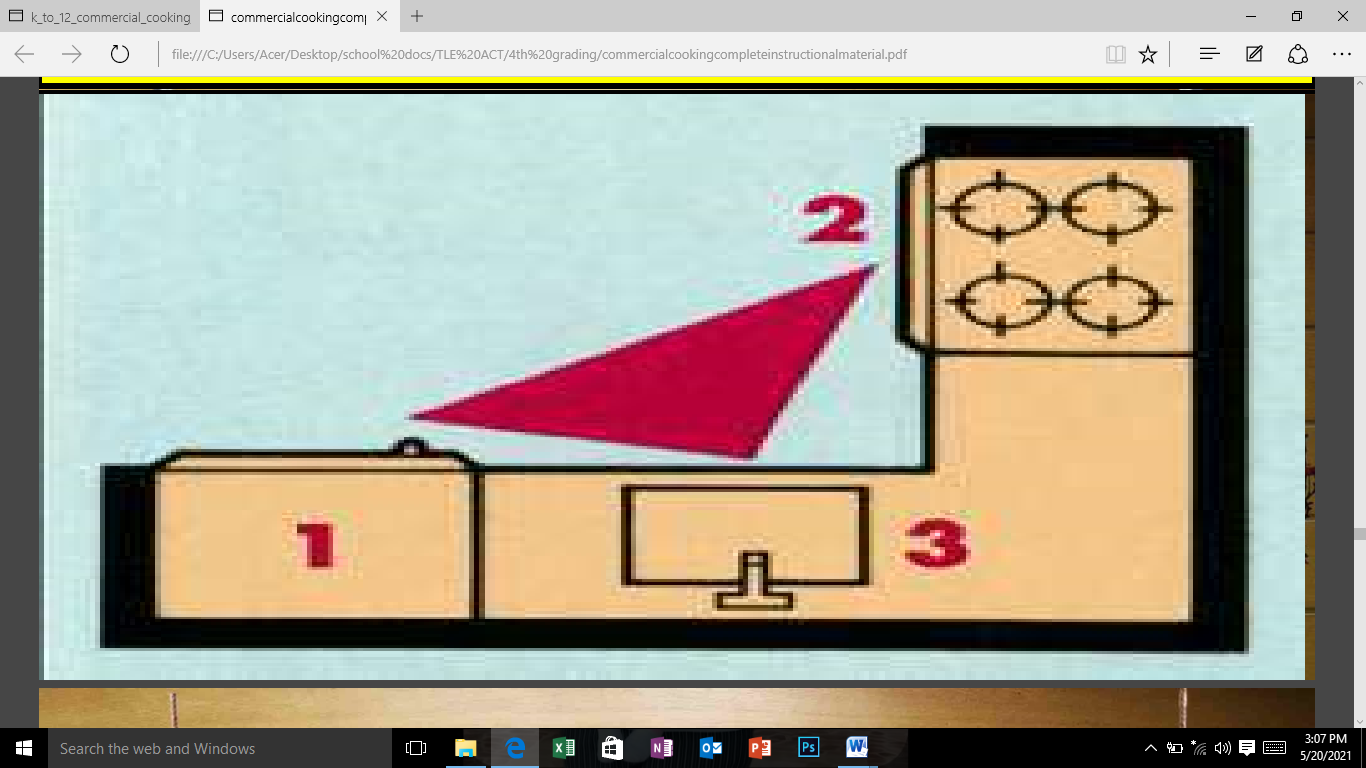 k_to_12_commercial_cooking
commercialcookingcomp
file:///C:/Users/Acer/Desktop/school%20docs/TLE%20ACT/4th%20grading/commercialcookingcompleteinstructionalmaterial.pdf
2
1
3
Search the web and Windows
3:07 PM
5/20/2021